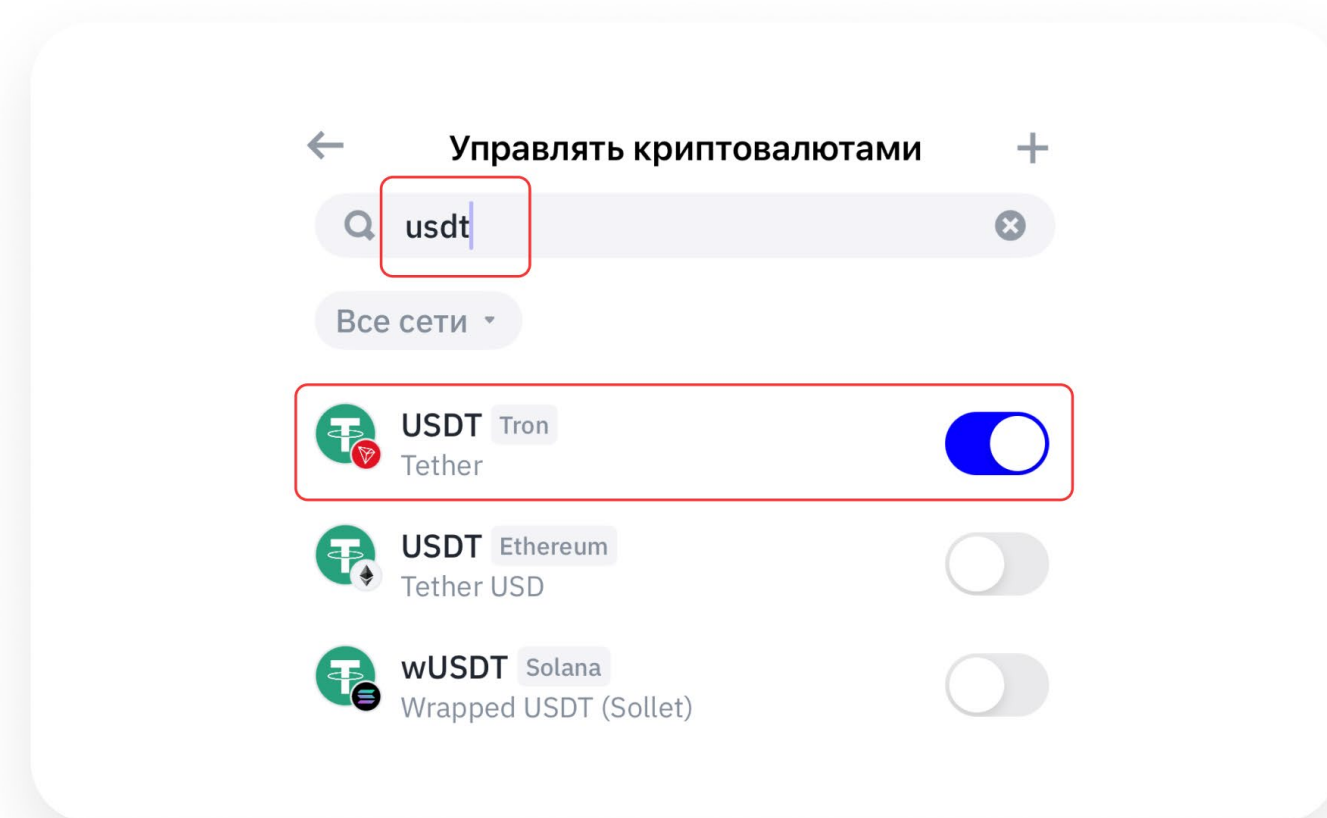 Управлять криптовалютами
usdt
Все сети
USDT Tron
Tether
USDT Ethereum
Tether USD
wUSDT Solana
Wrapped USDT (Sollet)